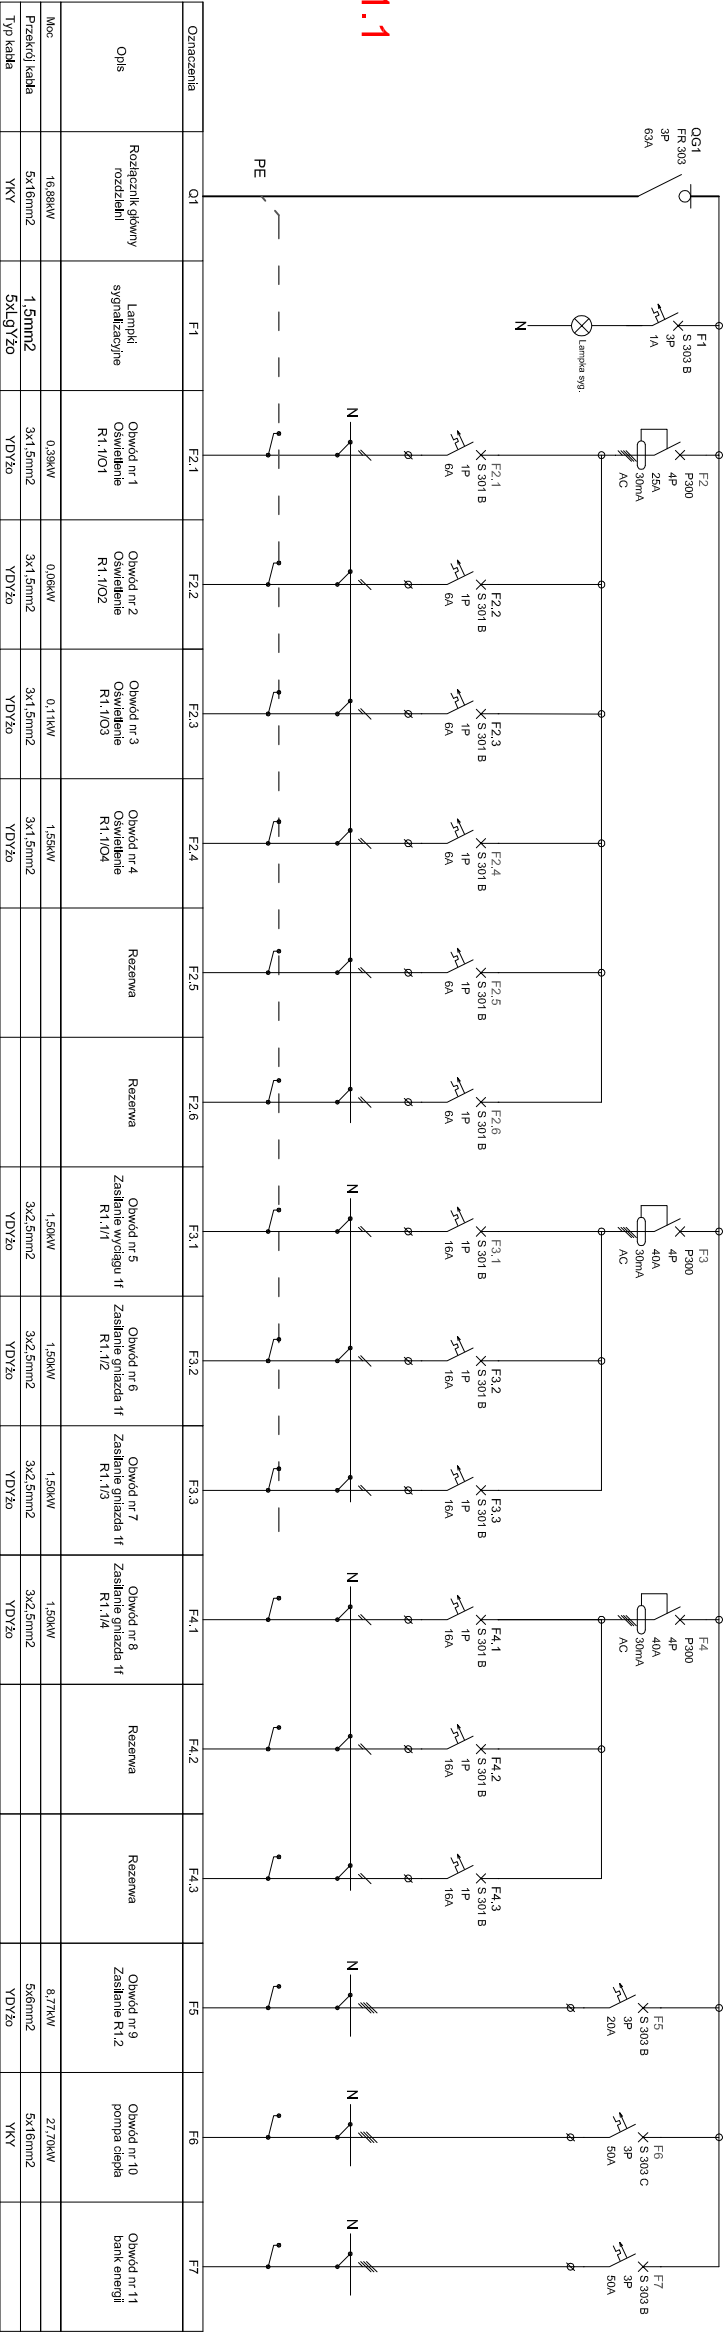 1.1
QG1
FR 303
3P
63A
PE
F1
S 303 B
3P
1A
Lampka syg.
N
F2
P300
4P
25A
30mA
AC
F2.1
S 301 B
1P
6A
N
F2.2
S 301 B
1P
6A
F2.3
S 301 B
1P
6A
F2.4
S 301 B
1P
6A
F2.5
S 301 B
1P
6A
F2.6
S 301 B
1P
6A
F3
P300
4P
40A
30mA
AC
F3.1
S 301 B
1P
16A
N
F3.2
S 301 B
1P
16A
F3.3
S 301 B
1P
16A
F4
P300
4P
40A
30mA
AC
F4.1
S 301 B
1P
16A
N
F4.2
S 301 B
1P
16A
F4.3
S 301 B
1P
16A
F5
S 303 B
3P
20A
N
F6
S 303 C
3P
50A
N
F7
S 303 B
3P
50A
N
Oznaczenia Q1 F1 F2.1 F2.2 F2.3 F2.4 F2.5 F2.6 F3.1 F3.2 F3.3 F4.1 F4.2 F4.3 F5 F6 F7
Opis
Rozłącznik główny
rozdzielni
Lampki
sygnalizacyjne
Obwód nr 1
Oświetlenie
R1.1/O1
Obwód nr 2
Oświetlenie
R1.1/O2
Obwód nr 3
Oświetlenie
R1.1/O3
Obwód nr 4
Oświetlenie
R1.1/O4
Rezerwa
Rezerwa
Obwód nr 5
Zasilanie wyciągu 1f
R1.1/1
Obwód nr 6
Zasilanie gniazda 1f
R1.1/2
Obwód nr 7
Zasilanie gniazda 1f
R1.1/3
Obwód nr 8
Zasilanie gniazda 1f
R1.1/4
Rezerwa
Rezerwa
Obwód nr 9
Zasilanie R1.2
Obwód nr 10
pompa ciepła
Obwód nr 11
bank energii
Moc 16,88kW 0,39kW 0,06kW 0,11kW 1,55kW 1,50kW 1,50kW 1,50kW 1,50kW 8,77kW 27,70kW
Przekrój kabla 5x16mm2 1,5mm2 3x1,5mm2 3x1,5mm2 3x1,5mm2 3x1,5mm2 3x2,5mm2 3x2,5mm2 3x2,5mm2 3x2,5mm2 5x6mm2 5x16mm2
Typ kabla YKY 5xLgYżo YDYżo YDYżo YDYżo YDYżo YDYżo YDYżo YDYżo YDYżo YDYżo YKY